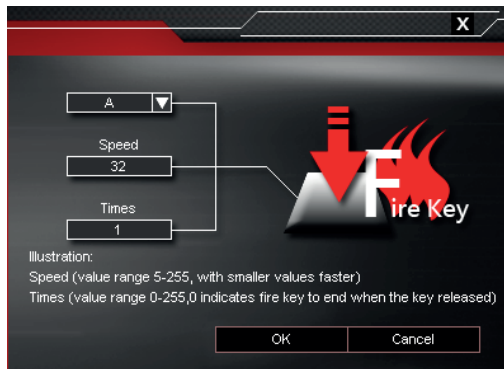 X
A
Speed
32
Times
1
Fire Key
Illustration:
Speed (value range 5-255, with smaller values faster)
Times (value range 0-255,0 indicates fire key to end when the key released)
OK
Cancel